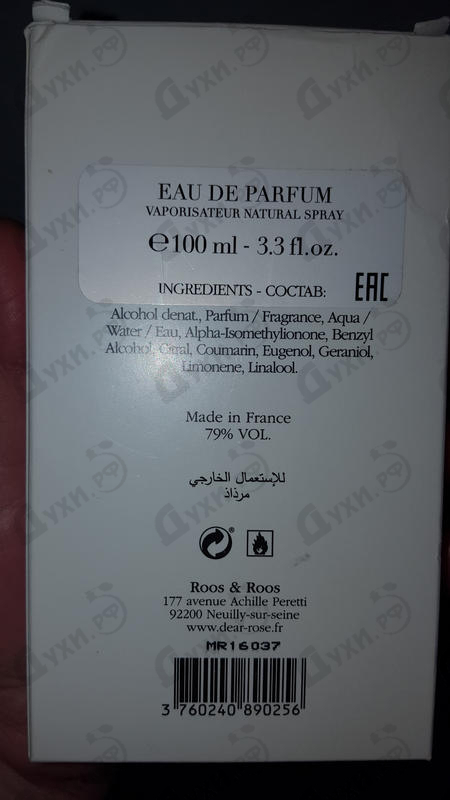 EAU DE PARFUM
VAPORISATEUR NATURAL SPRAY
℮100 ml - 3.3 fl.oz.
INGREDIENTS - СОСТАВ:
EAC
Alcohol denat., Parfum / Fragrance, Aqua /
Water / Eau, Alpha-Isomethylionone, Benzyl
Alcohol, Citral, Coumarin, Eugenol, Geraniol,
Limonene, Linalool.
Made in France
79% VOL.
للإستعمال الخارجي
مرذاذ
Roos & Roos
177 avenue Achille Peretti
92200 Neuilly-sur-seine
www.dear-rose.fr
MR16037
3 760240 890256
Духи.рф